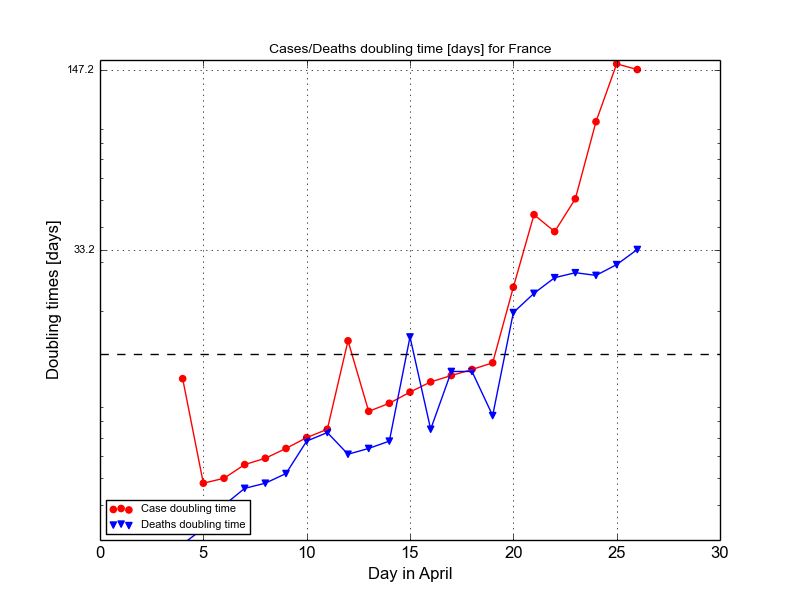 Cases/Deaths doubling time [days] for France
147.2
33.2
Doubling times [days]
Case doubling time
Deaths doubling time
0 5 10 15 20 25 30
Day in April